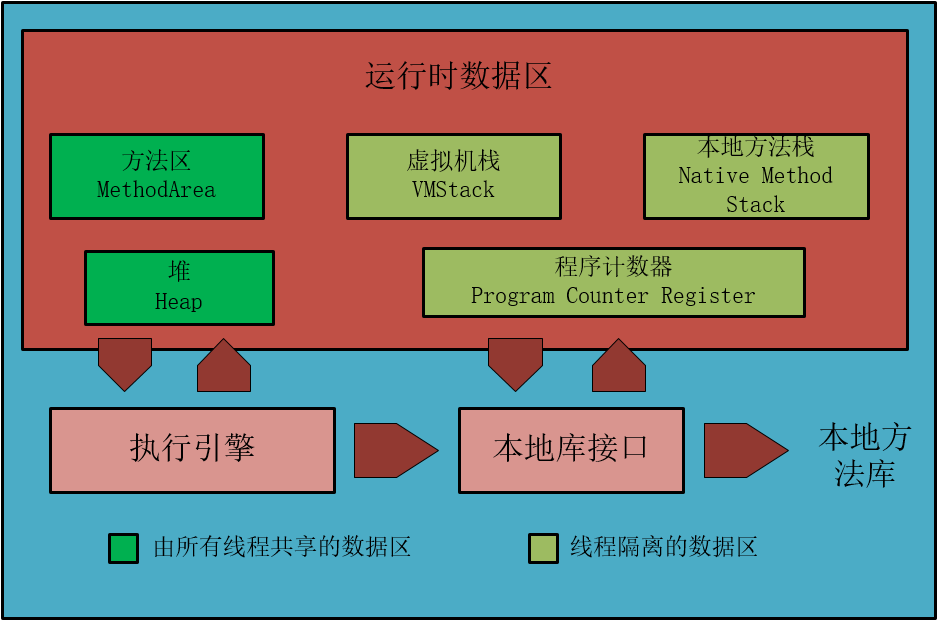 运行时数据区
方法区
MethodArea
虚拟机栈
VMStack
本地方法栈
Native Method
Stack
堆
Heap
程序计数器
Program Counter Register
执行引擎
本地库接口
本地方
法库
由所有线程共享的数据区
线程隔离的数据区